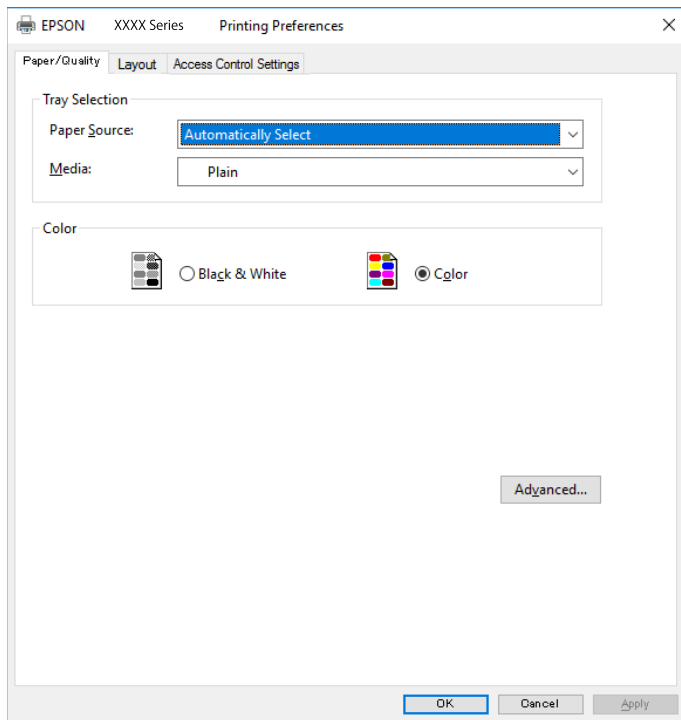 EPSON XXXX Series Printing Preferences
Paper/Quality Layout Access Control Settings
Tray Selection
Paper Source: Automatically Select
Media: Plain
Color
Black & White Color
Advanced...
OK Cancel Apply